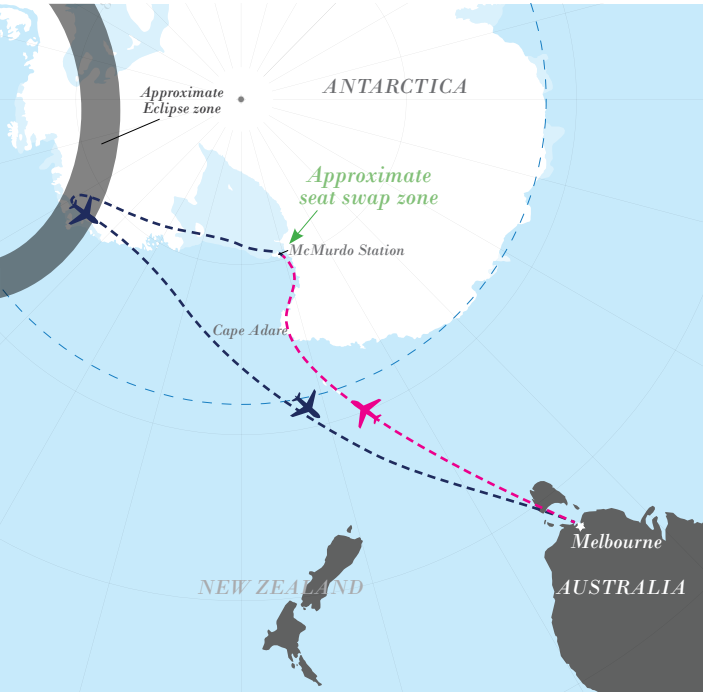 ANTARCTICA
Approximate
Eclipse zone
Approximate
seat swap zone
McMurdo Station
Cape Adare
Melbourne
NEW ZEALAND
AUSTRALIA